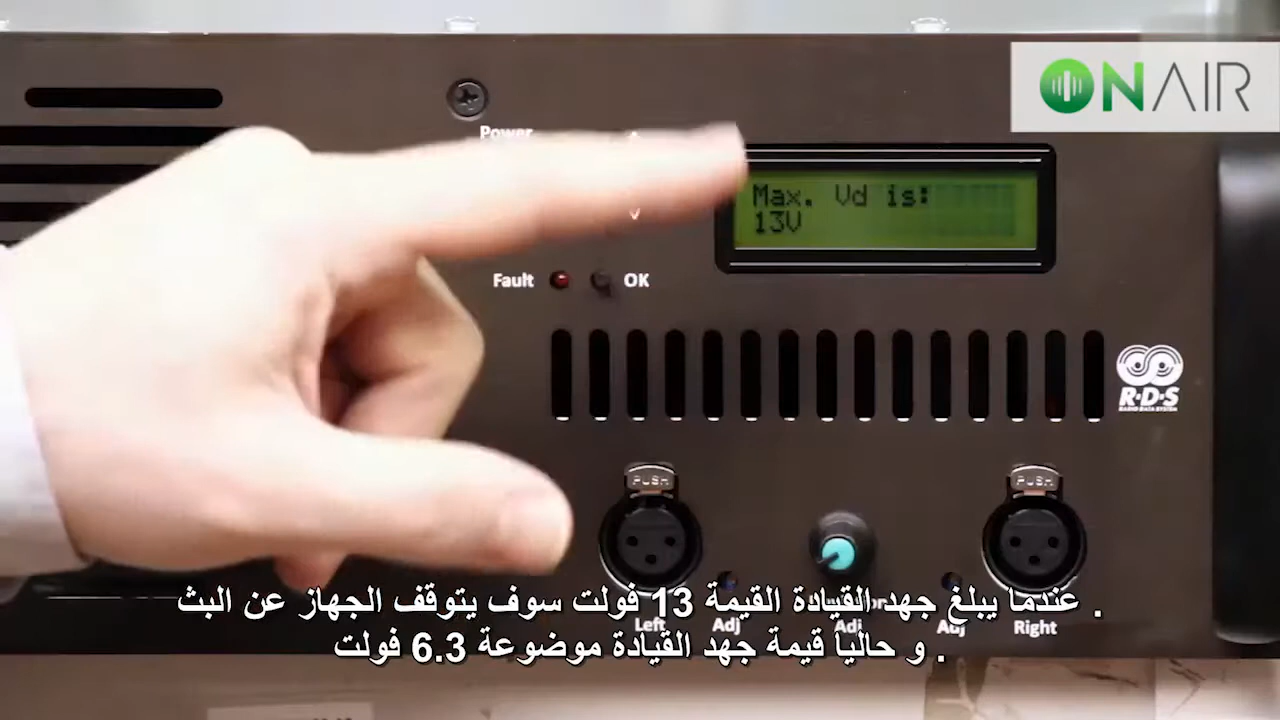 ONAIR
Power
Max. Vd is:
13V
Fault
OK
R·D·S
RADIO DATA SYSTEM
PUSH
PUSH
عندما يبلغ جهد القيادة القيمة 13 فولت سوف يتوقف الجهاز عن البث .
و حالياً قيمة جهد القيادة موضوعة 6.3 فولت .
Left
Adj
Adj
Adj
Right